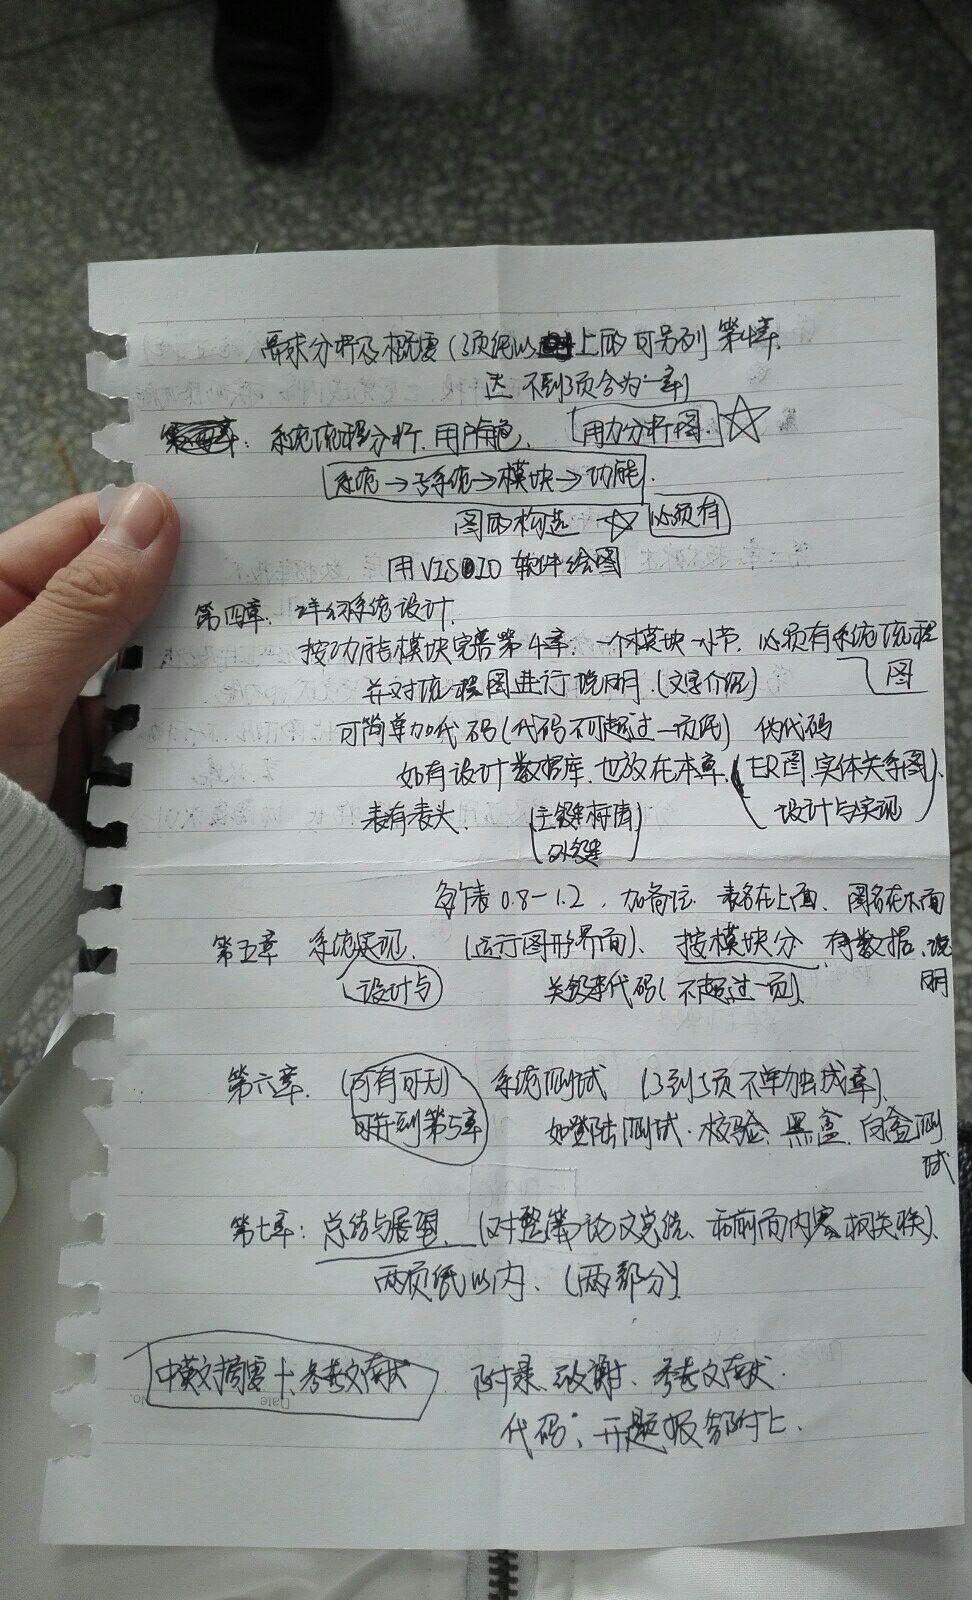 需求分析及概要(3页纸以上的可另列 第4章.
达不到3页合为一章)
系统流程分析.用户角色. 用力分析图. ☆
系统→子系统→模块→功能.
图的构造 ☆ 必须有
用VISIO 软件绘图
第四章. 详细系统设计.
按功能模块完善第4章. 一个模块一小节. 必须有系统流程
图
并对流程图进行说明.(文字介绍)
可简单加代码(代码不可超过一页纸) 伪代码
如有设计数据库.也放在本章.(ER图.实体关系图)
表有表头. (主键标注 设计与实现
外键)
每个表0.8-1.2, 加备注. 表名在上面、图名在下面
第五章 系统实现. (运行图形界面)、按模块分.有数据、说
明
设计与 关键率代码(不超过一页)
第六章. (可有可无) 系统测试 (3到5页不单独成章).
可并到第5章 如登陆测试.校验、黑盒.白盒测
试
第七章: 总结与展望. (对整篇论文总结、和前面内容相关联)、
两页纸以内. (两部分)
中英文摘要+参考文献 附录、致谢、参考文献.
Date
No.
代码; 开题报告附上.